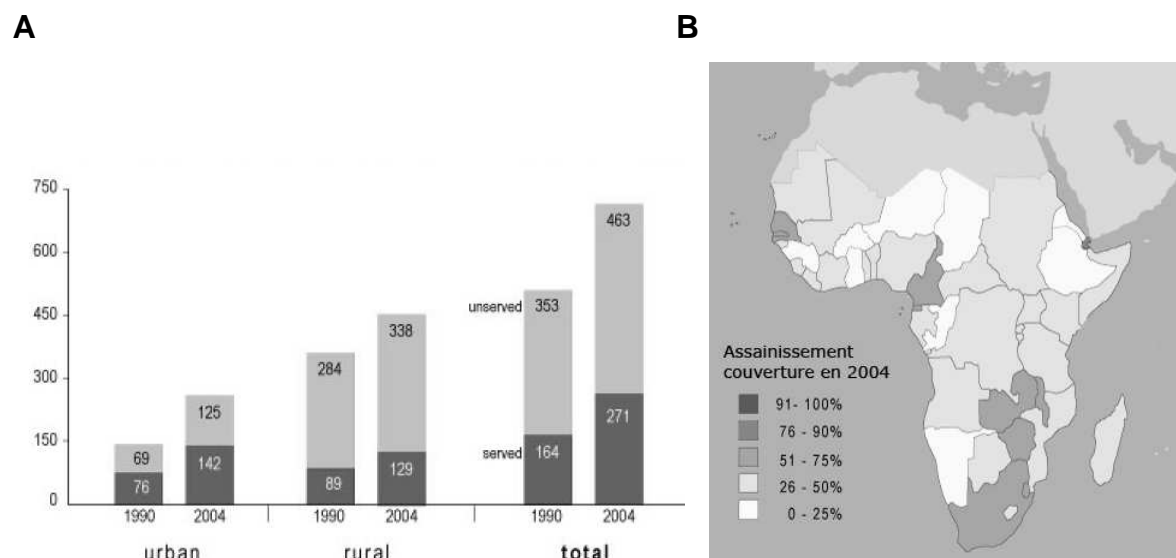 A
B
750
600
450
300
150
0
69
76
1990
125
142
2004
urban
284
89
1990
338
129
2004
rural
unserved
served
353
164
1990
463
271
2004
total
Assainissement
couverture en 2004
91- 100%
76 - 90%
51 - 75%
26 - 50%
0 - 25%